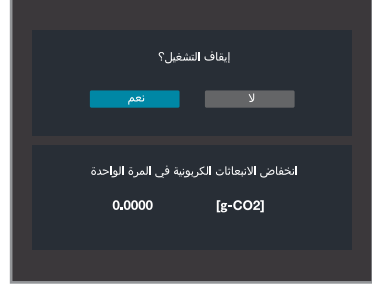 إيقاف التشغيل؟
نعم
لا
انخفاض الانبعاثات الكربونية في المرة الواحدة
0.0000 [g-CO2]